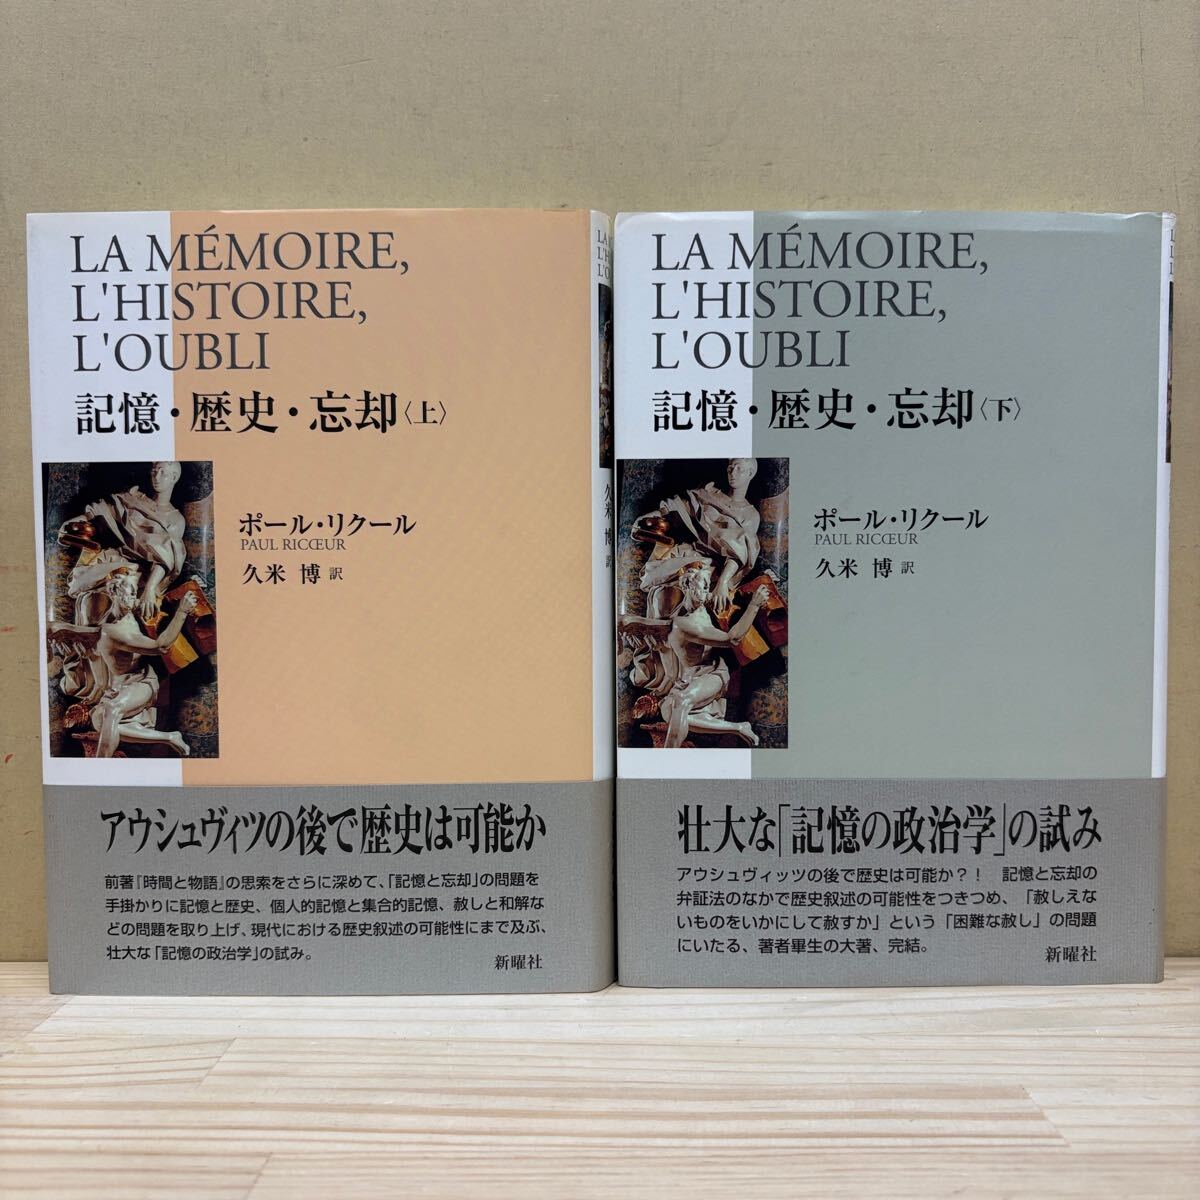 LA MÉMOIRE,
L'HISTOIRE,
L'OUBLI
記憶・歴史・忘却〈上〉
ポール・リクール
PAUL RICŒUR
久米 博 訳
アウシュヴィツの後で歴史は可能か
前著『時間と物語』の思索をさらに深めて、「記憶と忘却」の問題を
手掛かりに記憶と歴史、個人的記憶と集合的記憶、赦しと和解な
どの問題を取り上げ、現代における歴史叙述の可能性にまで及ぶ、
壮大な「記憶の政治学」の試み。
新曜社
LA
L'H
L'O
久米 博 訳
LA MÉMOIRE,
L'HISTOIRE,
L'OUBLI
記憶・歴史・忘却〈下〉
ポール・リクール
PAUL RICŒUR
久米 博 訳
壮大な「記憶の政治学」の試み
アウシュヴィッツの後で歴史は可能か?! 記憶と忘却の
弁証法のなかで歴史叙述の可能性をつきつめ、「赦しえな
いものをいかにして赦すか」という「困難な赦し」の問題
にいたる、著者畢生の大著、完結。
新曜社